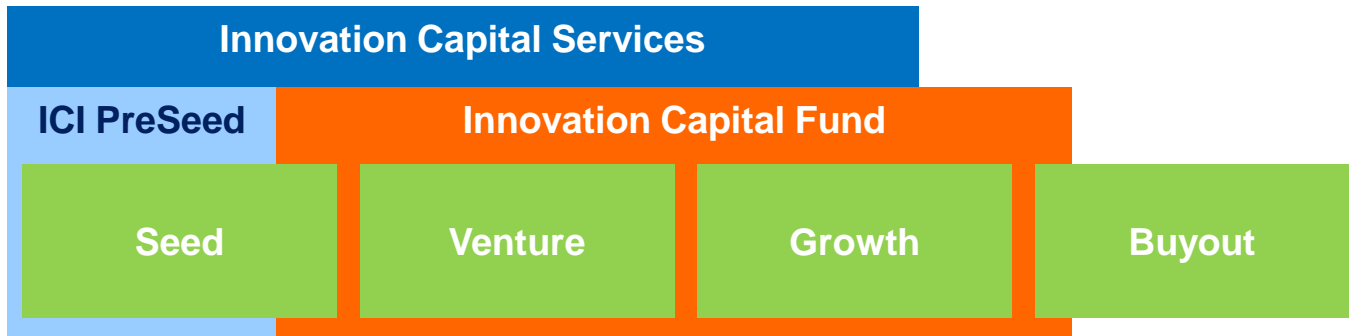 Innovation Capital Services
ICI PreSeed
Innovation Capital Fund
Seed
Venture
Growth
Buyout